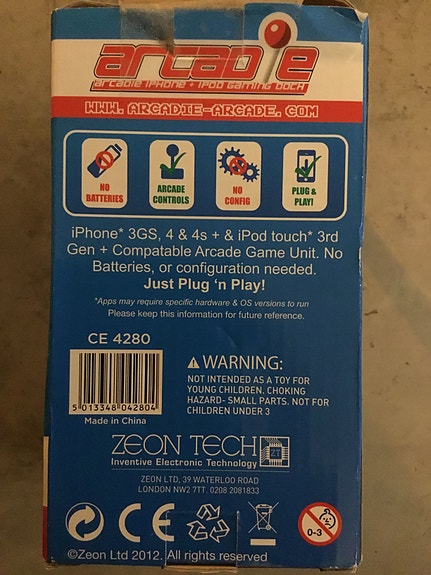 arcadie
arcadie iPhone + iPod Gaming Dock
WWW. ARCADIE-ARCADE. COM
NO BATTERIES
ARCADE CONTROLS
NO CONFIG
PLUG & PLAY!
iPhone* 3GS, 4 & 4s + & iPod touch* 3rd
Gen + Compatable Arcade Game Unit. No
Batteries, or configuration needed.
Just Plug 'n Play!
*Apps may require specific hardware & OS versions to run
Please keep this information for future reference.
CE 4280
5 013348 042804
Made in China
WARNING:
NOT INTENDED AS A TOY FOR
YOUNG CHILDREN. CHOKING
HAZARD- SMALL PARTS. NOT FOR
CHILDREN UNDER 3
ZEON TECH ZT
Inventive Electronic Technology
ZEON LTD, 39 WATERLOO ROAD
LONDON NW2 7TT. 0208 2081833
CE
0-3
©Zeon Ltd 2012. All rights reserved